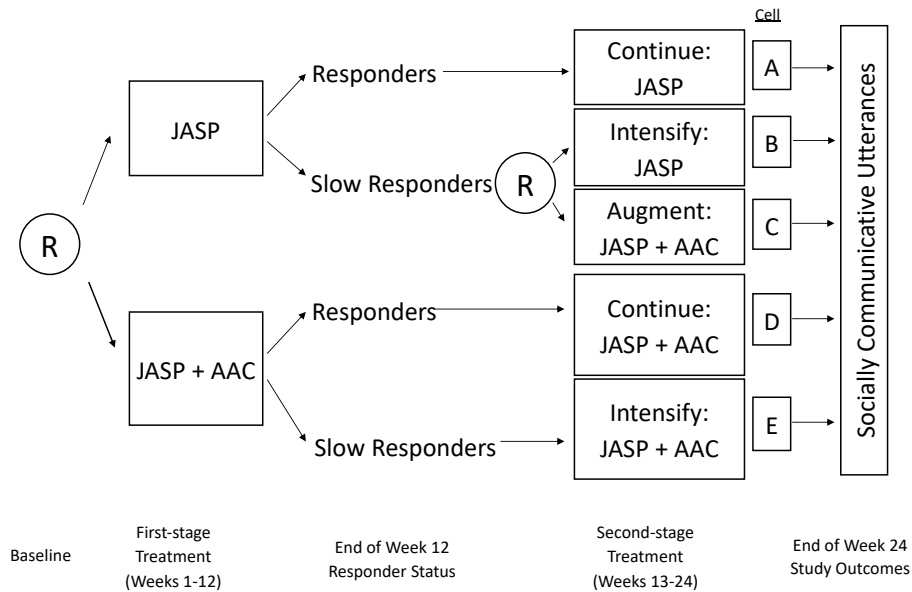 Cell
Continue:
JASP
A
Responders
JASP
Intensify:
JASP
B
Slow Responders
R
Augment:
JASP + AAC
C
R
Responders
Continue:
JASP + AAC
D
JASP + AAC
Intensify:
JASP + AAC
E
Slow Responders
Socially Communicative Utterances
Baseline
First-stage
Treatment
(Weeks 1-12)
End of Week 12
Responder Status
Second-stage
Treatment
(Weeks 13-24)
End of Week 24
Study Outcomes